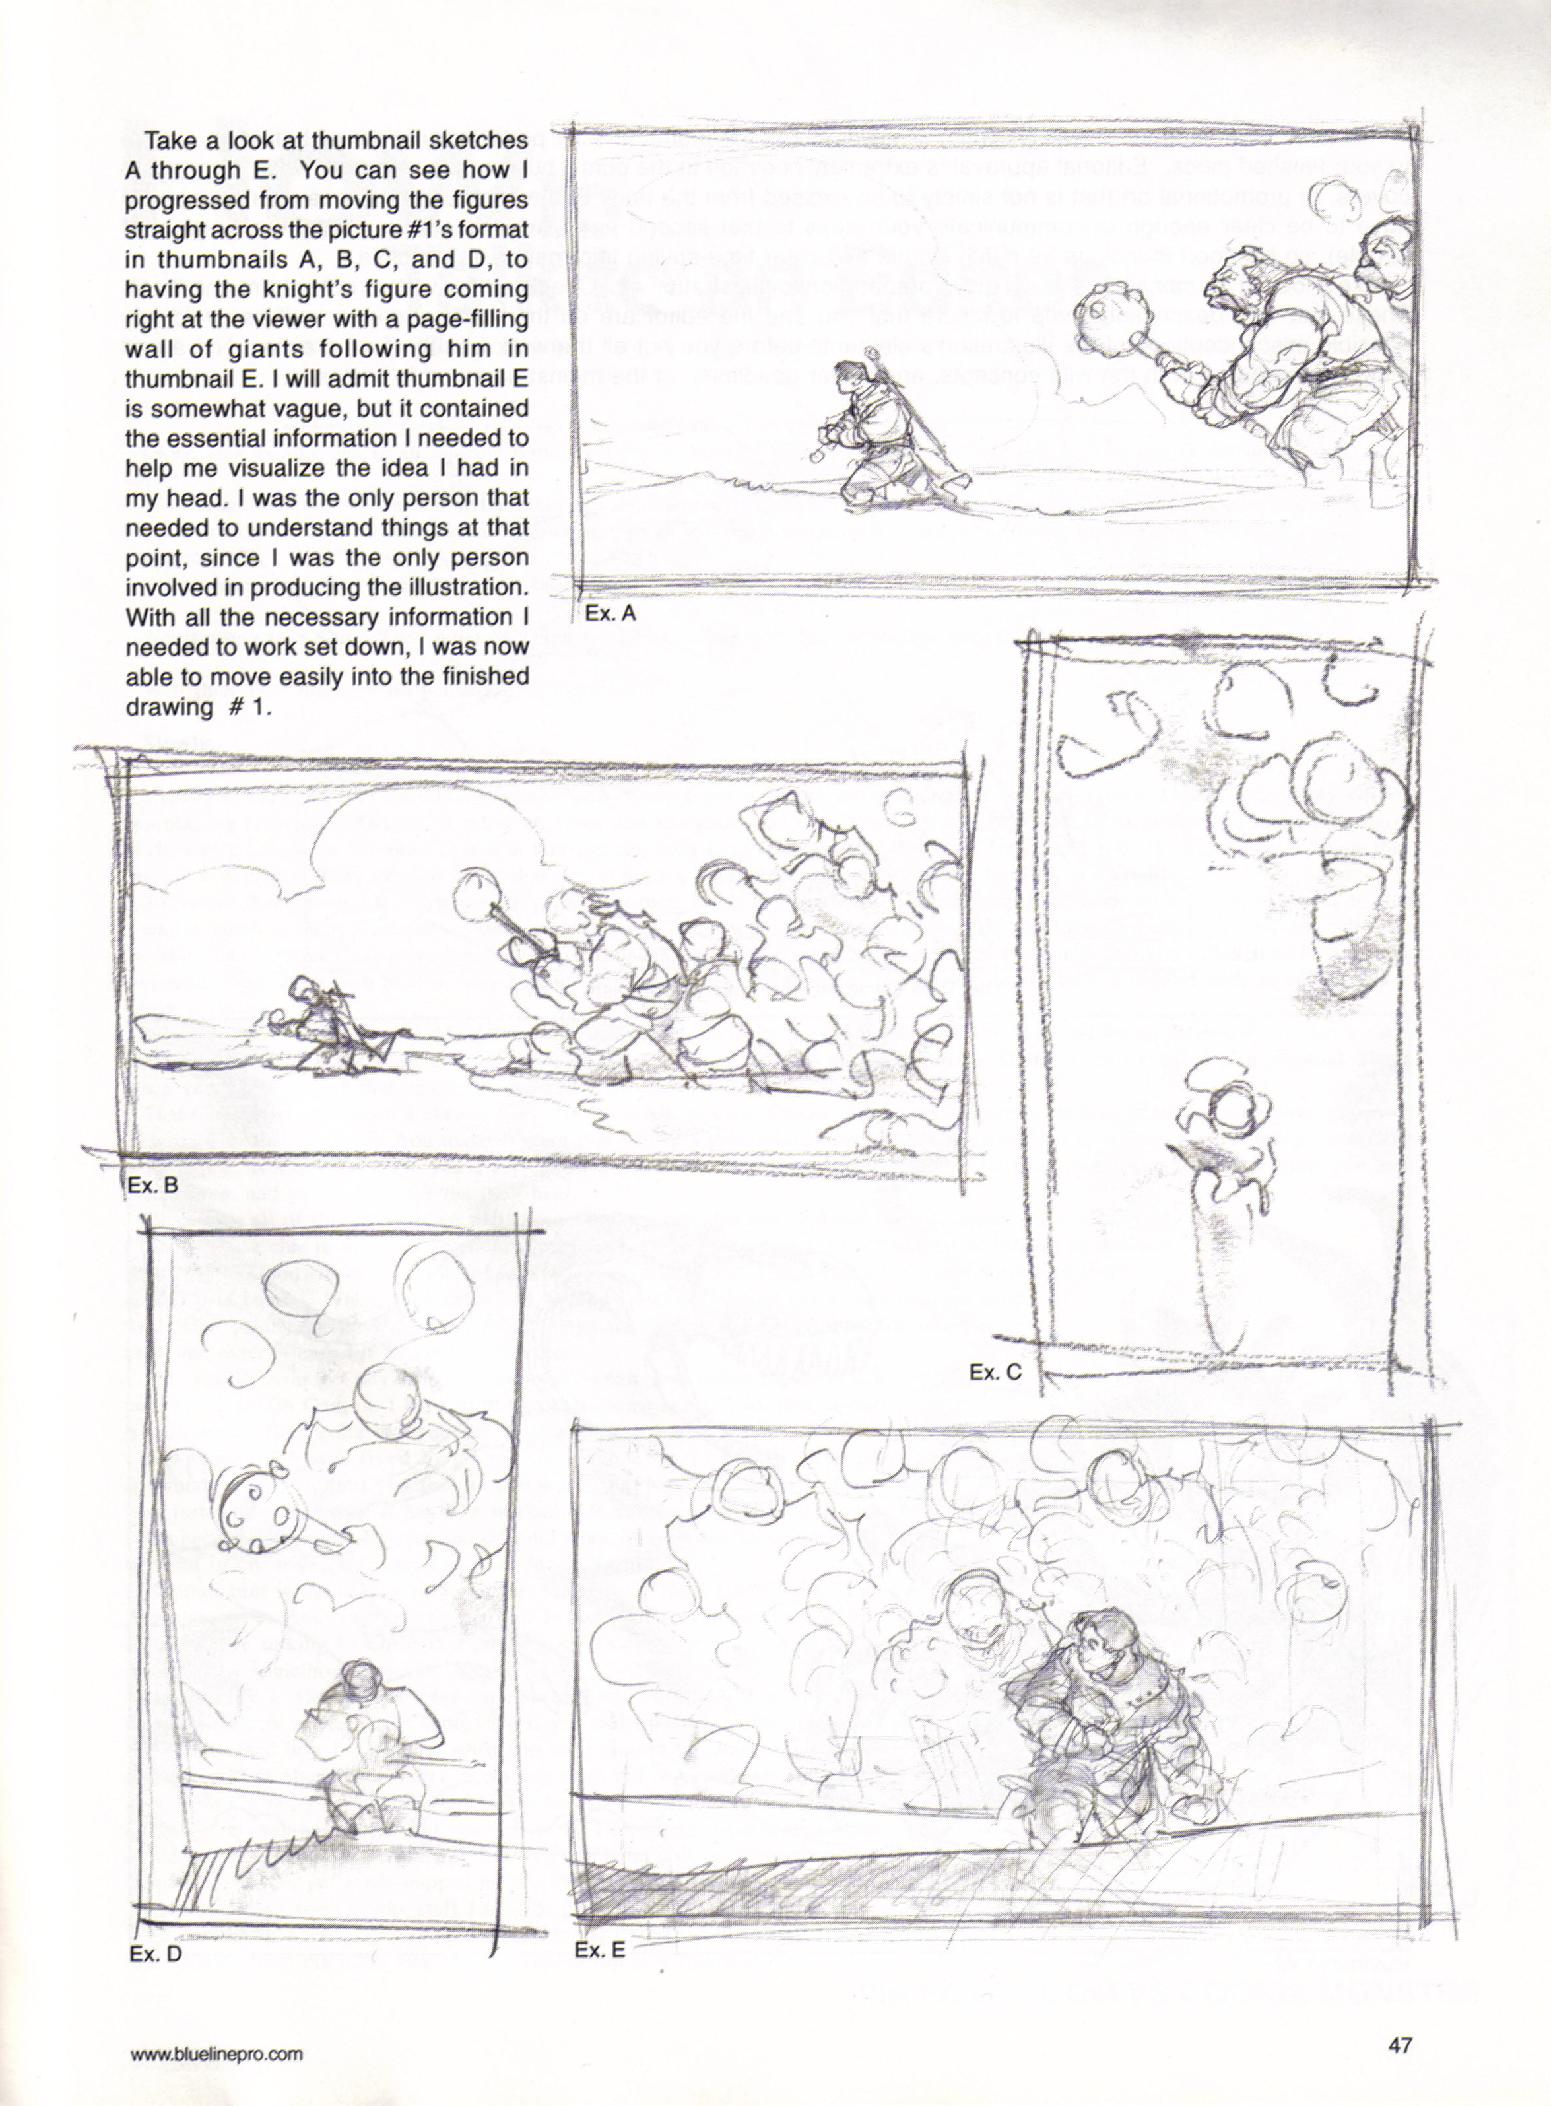 Take a look at thumbnail sketches
A through E. You can see how I
progressed from moving the figures
straight across the picture #1's format
in thumbnails A, B, C, and D, to
having the knight's figure coming
right at the viewer with a page-filling
wall of giants following him in
thumbnail E. I will admit thumbnail E
is somewhat vague, but it contained
the essential information I needed to
help me visualize the idea I had in
my head. I was the only person that
needed to understand things at that
point, since I was the only person
involved in producing the illustration.
With all the necessary information I
needed to work set down, I was now
able to move easily into the finished
drawing # 1.
Ex. A
Ex. B
Ex. C
Ex. D
Ex. E
www.bluelinepro.com
47